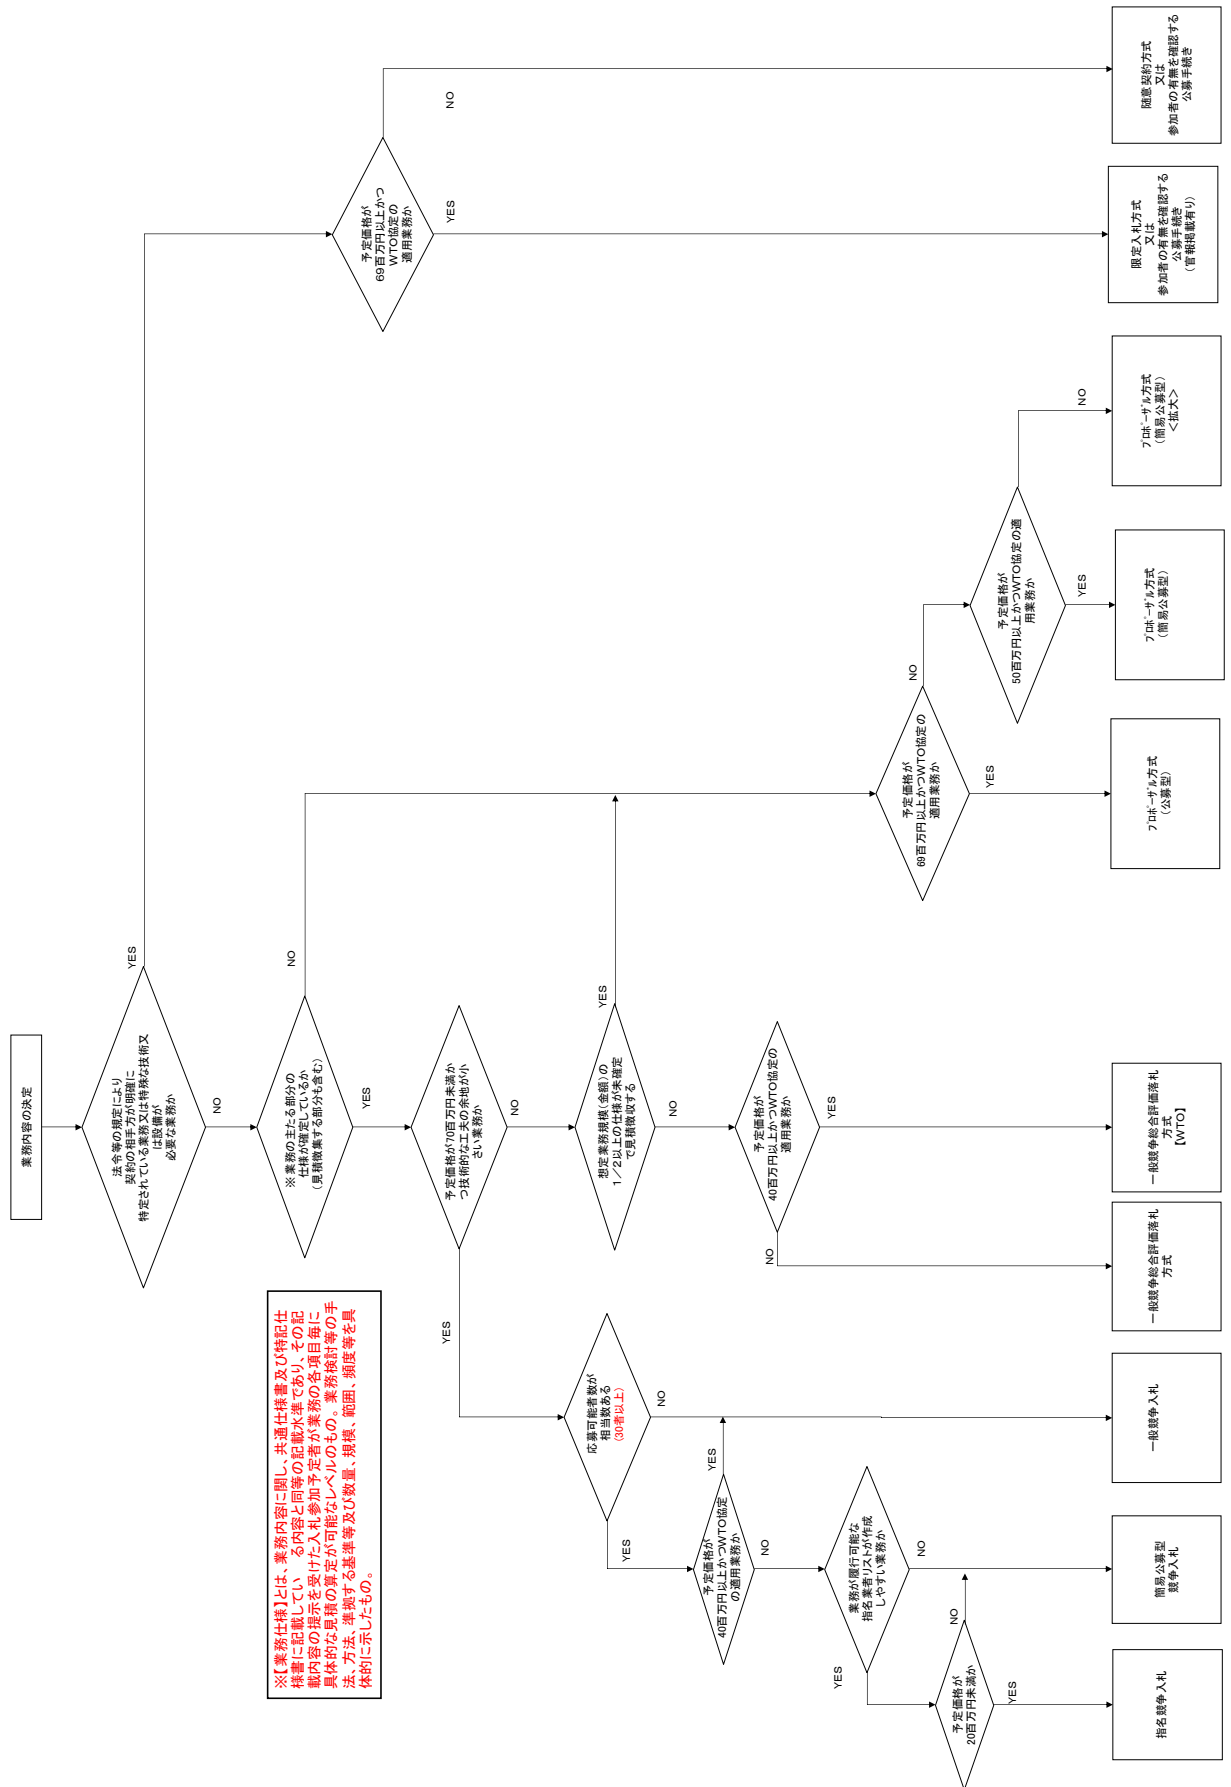 業務内容の決定
法令等の規定により
契約の相手方が明確に
特定されている業務又は特殊な技術又
は設備が
必要な業務か
YES
NO
予定価格が
69百万円以上かつ
WTO協定の
適用業務か
NO
YES
※業務の主たる部分の
仕様が確定しているか
(見積徴集する部分も含む)
NO
YES
予定価格が70百万円未満か
つ技術的な工夫の余地が小
さい業務か
NO
YES
想定業務規模(金額)の
1/2以上の仕様が未確定
で見積徴収する
YES
NO
予定価格が
40百万円以上かつWTO協定の
適用業務か
YES
NO
予定価格が
69百万円以上かつWTO協定の
適用業務か
NO
YES
予定価格が
50百万円以上かつWTO協定の適
用業務か
NO
YES
※【業務仕様】とは、業務内容に関し、共通仕様書及び特記仕
様書に記載してい る内容と同等の記載水準であり、その記
載内容の提示を受けた入札参加予定者が業務の各項目毎に
具体的な見積の算定が可能なレベルのもの。業務検討等の手
法、方法、準拠する基準等及び数量、規模、範囲、頻度等を具
体的に示したもの。
応募可能者数が
相当数ある
(30者以上)
NO
YES
予定価格が
40百万円以上かつWTO協定
の適用業務か
YES
NO
業務が履行可能な
指名業者リストが作成
しやすい業務か
NO
YES
予定価格が
20百万円未満か
NO
YES
指名競争入札
簡易公募型
競争入札
一般競争入札
一般競争総合評価落札
方式
一般競争総合評価落札
方式
【WTO】
プロポーザル方式
(公募型)
プロポーザル方式
(簡易公募型)
プロポーザル方式
(簡易公募型)
<拡大>
限定入札方式
又は
参加者の有無を確認する
公募手続き
(官報掲載有り)
随意契約方式
又は
参加者の有無を確認する
公募手続き